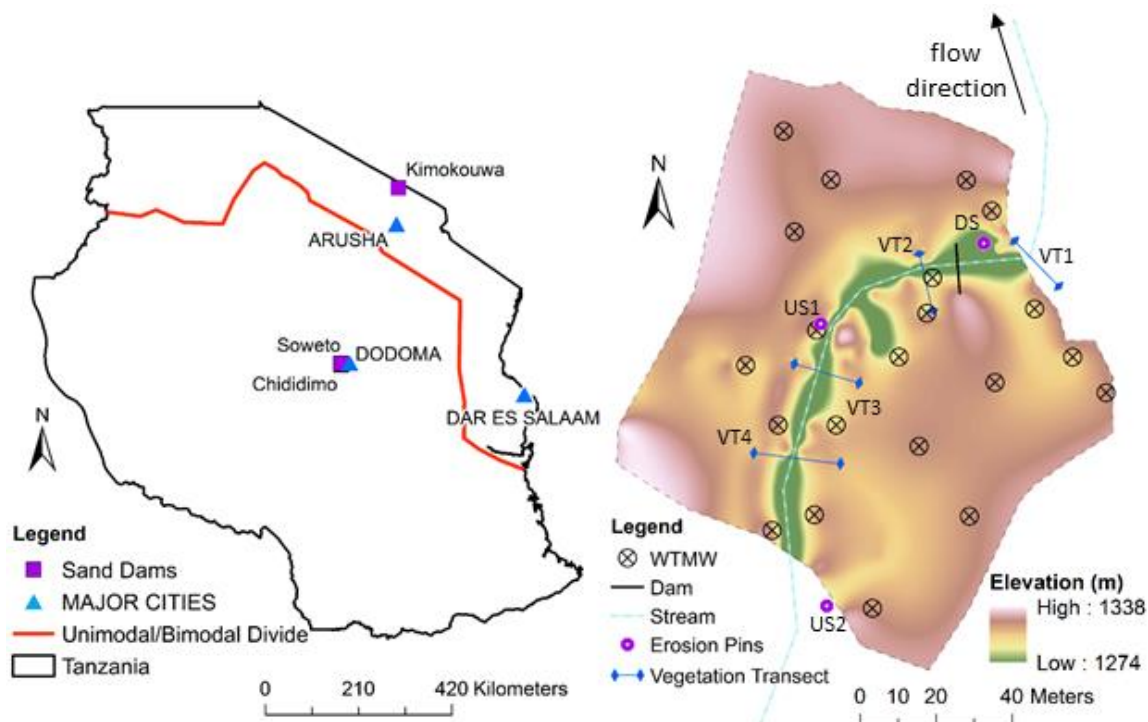 Kimokouwa
ARUSHA
Soweto
DODOMA
Chididimo
DAR ES SALAAM
N
Legend
Sand Dams
MAJOR CITIES
Unimodal/Bimodal Divide
Tanzania
0 210 420 Kilometers
flow
direction
N
DS
VT2
VT1
US1
VT3
VT4
US2
Legend
WTMW
Dam
Stream
Erosion Pins
Vegetation Transect
Elevation (m)
High : 1338
Low : 1274
0 10 20 40 Meters